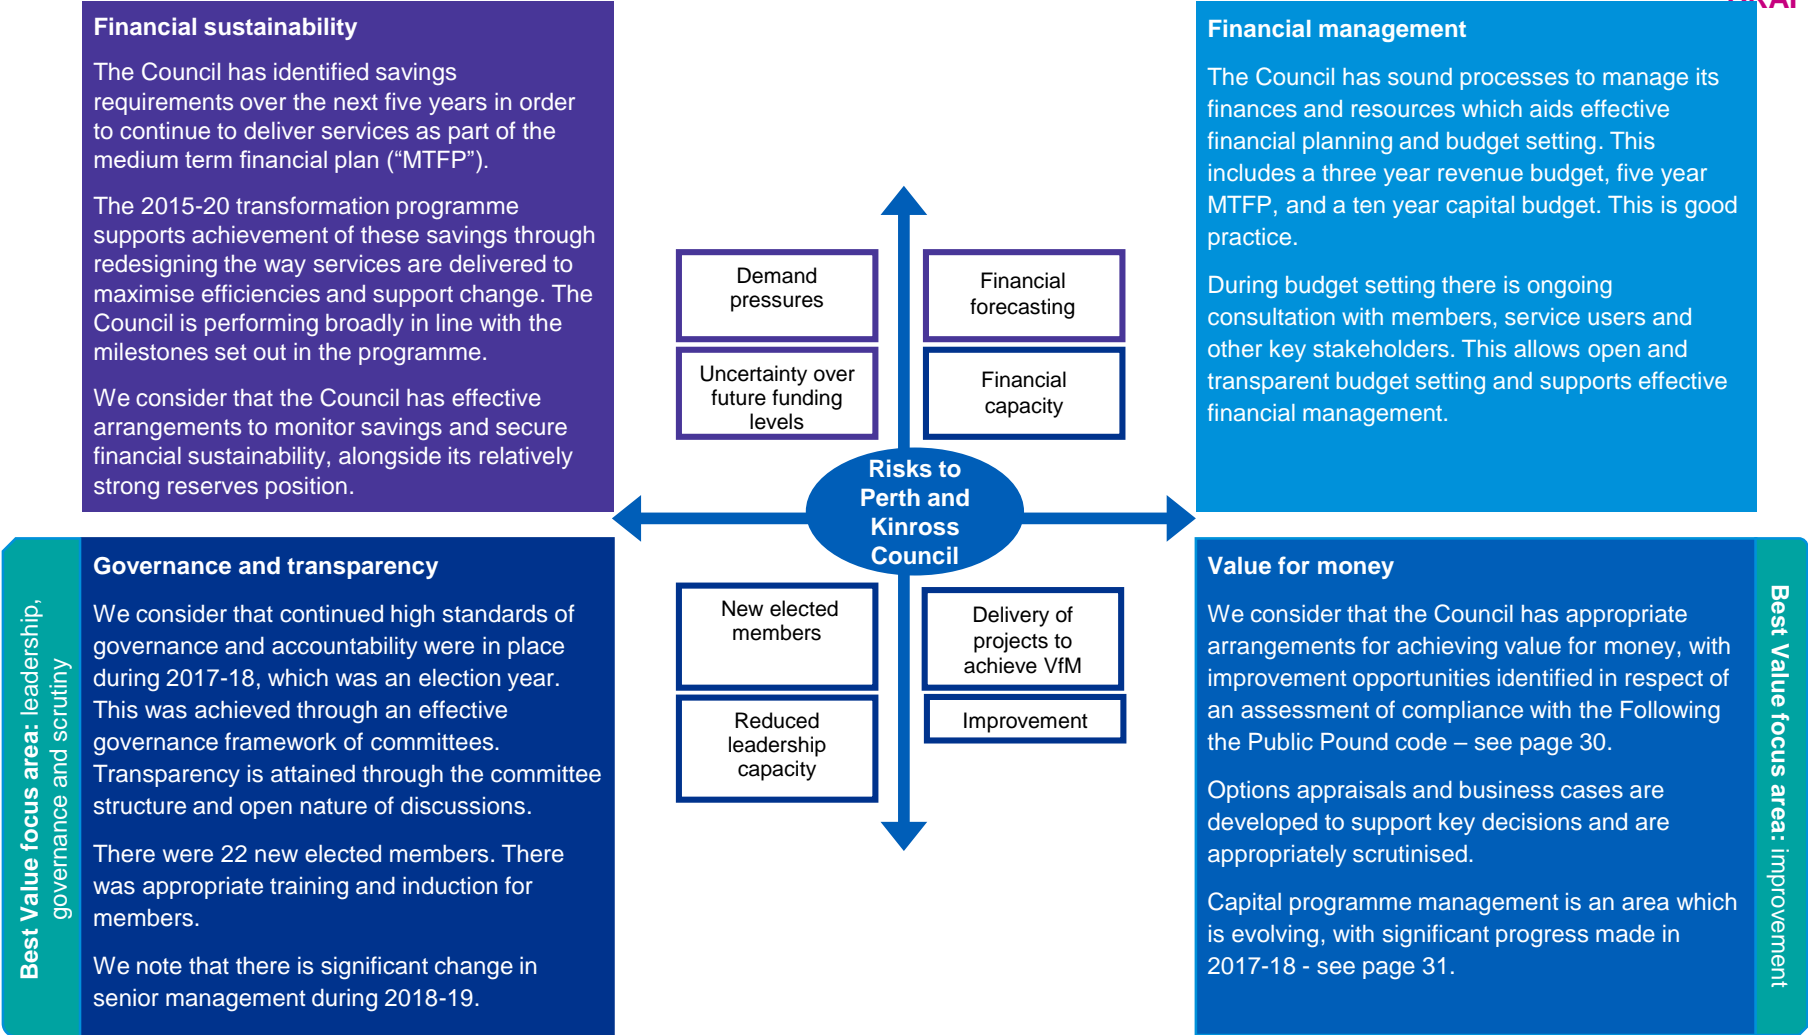 Financial sustainability
The Council has identified savings
requirements over the next five years in order
to continue to deliver services as part of the
medium term financial plan (“MTFP”).
The 2015-20 transformation programme
supports achievement of these savings through
redesigning the way services are delivered to
maximise efficiencies and support change. The
Council is performing broadly in line with the
milestones set out in the programme.
We consider that the Council has effective
arrangements to monitor savings and secure
financial sustainability, alongside its relatively
strong reserves position.
Financial management
The Council has sound processes to manage its
finances and resources which aids effective
financial planning and budget setting. This
includes a three year revenue budget, five year
MTFP, and a ten year capital budget. This is good
practice.
During budget setting there is ongoing
consultation with members, service users and
other key stakeholders. This allows open and
transparent budget setting and supports effective
financial management.
Demand
pressures
Financial
forecasting
Uncertainty over
future funding
levels
Financial
capacity
Risks to
Perth and
Kinross
Council
New elected
members
Delivery of
projects to
achieve VfM
Reduced
leadership
capacity
Improvement
Best Value focus area: leadership,
governance and scrutiny
Governance and transparency
We consider that continued high standards of
governance and accountability were in place
during 2017-18, which was an election year.
This was achieved through an effective
governance framework of committees.
Transparency is attained through the committee
structure and open nature of discussions.
There were 22 new elected members. There
was appropriate training and induction for
members.
We note that there is significant change in
senior management during 2018-19.
Value for money
We consider that the Council has appropriate
arrangements for achieving value for money, with
improvement opportunities identified in respect of
an assessment of compliance with the Following
the Public Pound code – see page 30.
Options appraisals and business cases are
developed to support key decisions and are
appropriately scrutinised.
Capital programme management is an area which
is evolving, with significant progress made in
2017-18 - see page 31.
Best Value focus area: improvement